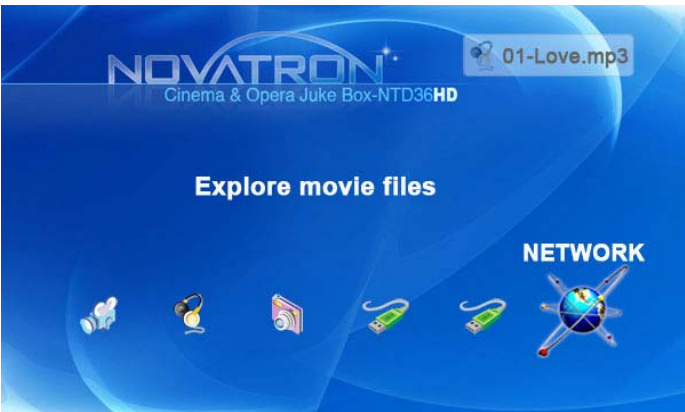 NOVATRON
01-Love.mp3
Cinema & Opera Juke Box-NTD36HD
Explore movie files
NETWORK